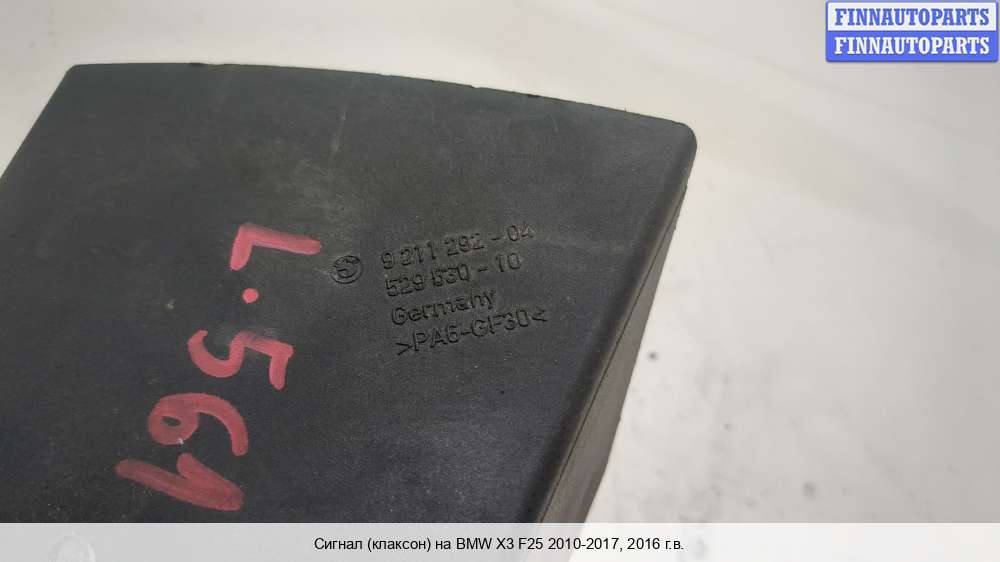 FINNAUTOPARTS
FINNAUTOPARTS
9 211 292-04
529 530-10
Germany
>PA6-GF30<
L.561
Сигнал (клаксон) на BMW X3 F25 2010-2017, 2016 г.в.